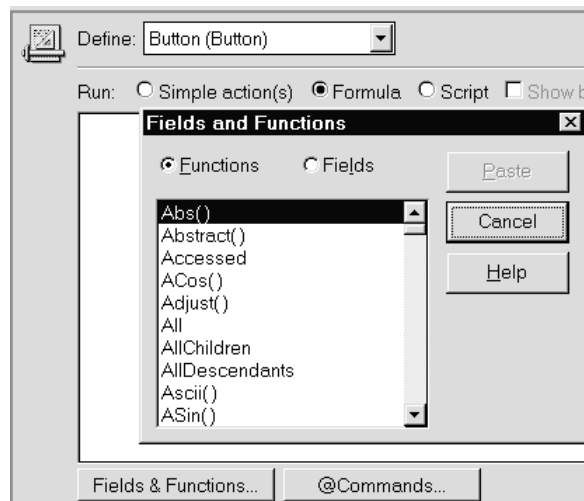 Define: Button (Button)
Run: Simple action(s) Formula Script Show b
Fields and Functions
Functions Fields
Paste
Abs()
Abstract()
Cancel
Accessed
ACos()
Help
Adjust()
All
AllChildren
AllDescendants
Ascii()
ASin()
Fields & Functions... @Commands...